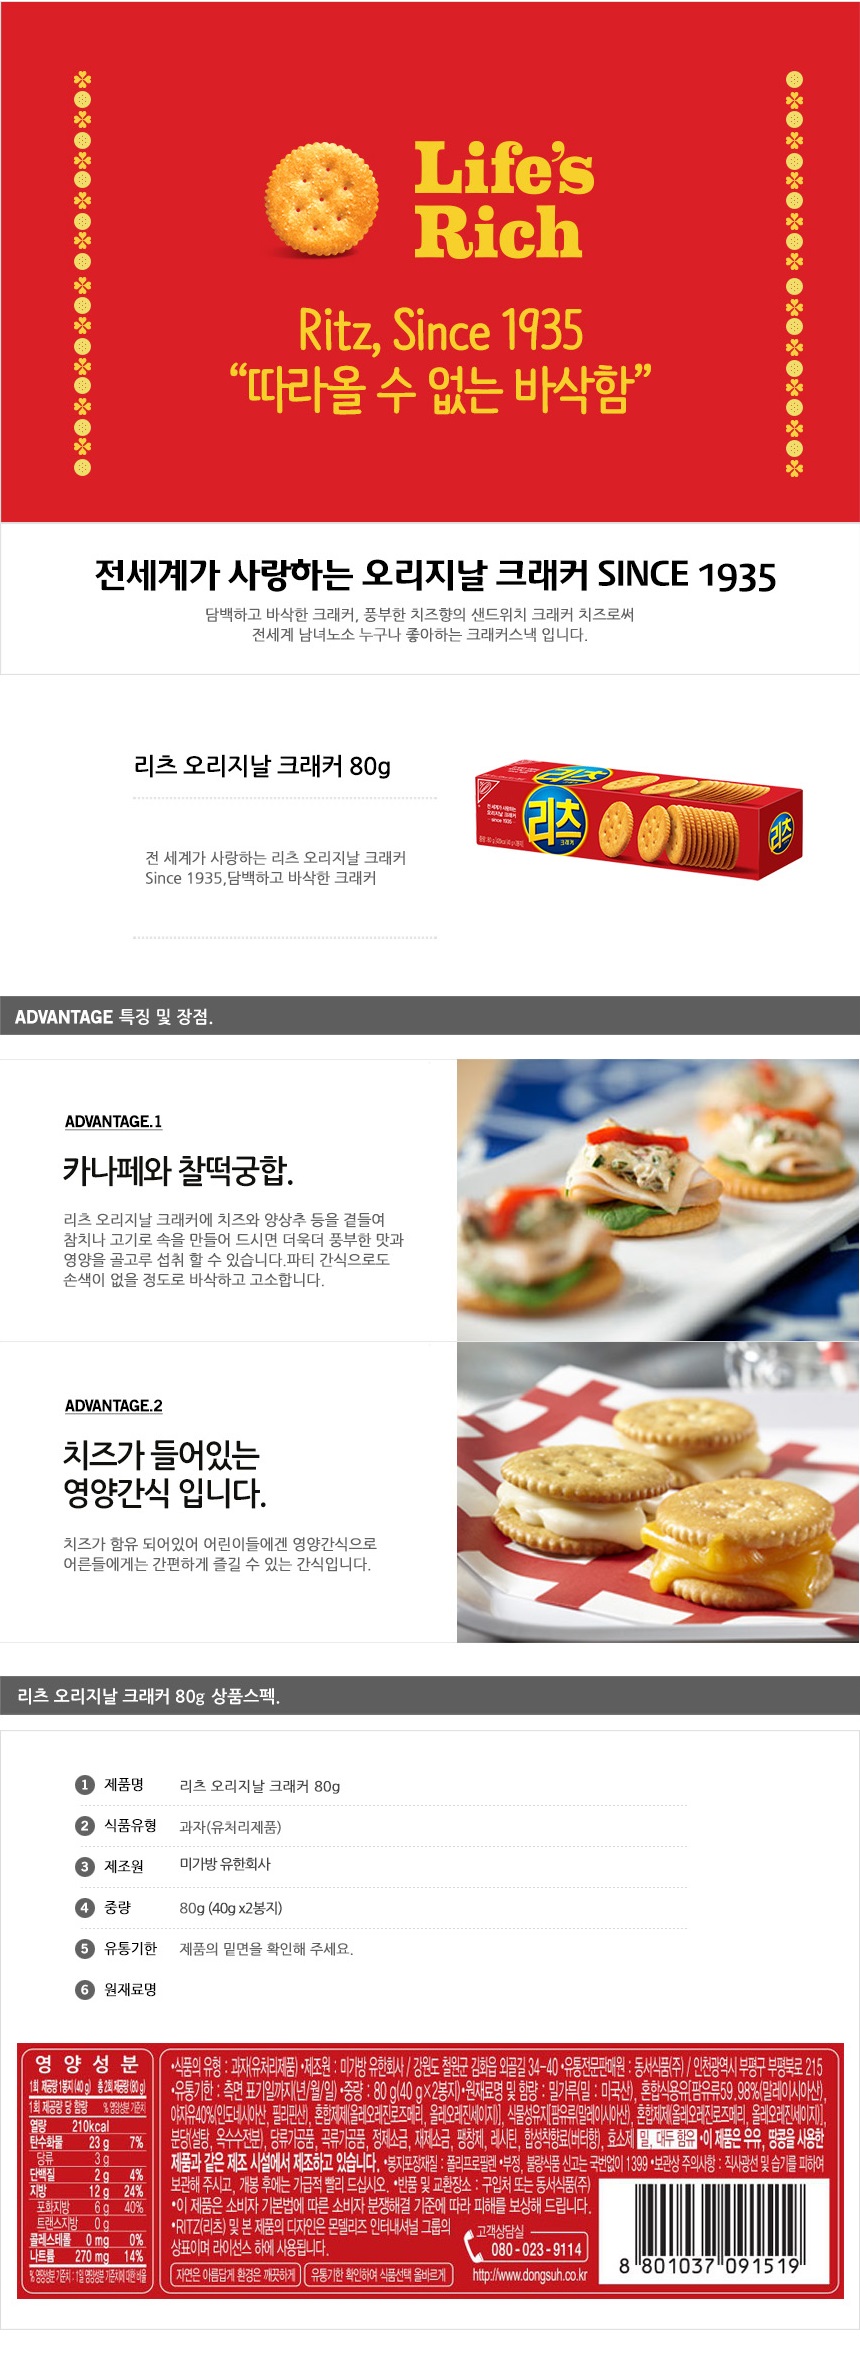 Life's
Rich
Ritz, Since 1935
“따라올 수 없는 바삭함”
전세계가 사랑하는 오리지날 크래커 SINCE 1935
담백하고 바삭한 크래커, 풍부한 치즈향의 샌드위치 크래커 치즈로써
전세계 남녀노소 누구나 좋아하는 크래커스낵 입니다.
리츠 오리지날 크래커 80g
전 세계가 사랑하는 리츠 오리지날 크래커
Since 1935,담백하고 바삭한 크래커
리츠
리츠
크래커
리츠
전 세계가 사랑하는
오리지날 크래커
since 1935
ADVANTAGE 특징 및 장점.
ADVANTAGE.1
카나페와 찰떡궁합.
리츠 오리지날 크래커에 치즈와 양상추 등을 곁들여
참치나 고기로 속을 만들어 드시면 더욱더 풍부한 맛과
영양을 골고루 섭취 할 수 있습니다.파티 간식으로도
손색이 없을 정도로 바삭하고 고소합니다.
ADVANTAGE.2
치즈가 들어있는
영양간식 입니다.
치즈가 함유 되어있어 어린이들에겐 영양간식으로
어른들에게는 간편하게 즐길 수 있는 간식입니다.
리츠 오리지날 크래커 80g 상품스펙.
1 제품명 리츠 오리지날 크래커 80g
2 식품유형 과자(유처리제품)
3 제조원 미가방 유한회사
4 중량 80g (40g x2봉지)
5 유통기한 제품의 밑면을 확인해 주세요.
6 원재료명
영 양 성 분
1회 제공량 1봉지(40 g) 총 2회 제공량(80 g)
1회 제공량 당 함량 % 영양성분 기준치
열량 210kcal
탄수화물 23 g 7%
당류 3 g
단백질 2 g 4%
지방 12 g 24%
포화지방 6 g 40%
트랜스지방 0 g
콜레스테롤 0 mg 0%
나트륨 270 mg 14%
% 영양성분 기준치 : 1일 영양성분 기준치에 대한 비율
•식품의 유형 : 과자(유처리제품) •제조원 : 미가방 유한회사 / 강원도 철원군 김화읍 외골길 34-40 •유통전문판매원 : 동서식품(주) / 인천광역시 부평구 부평북로 215
•유통기한 : 측면 표기일까지(년/월/일) •중량 : 80 g(40 g×2봉지) •원재료명 및 함량 : 밀가루(밀 : 미국산), 혼합식용유[팜유류59.98%(말레이시아산),
야자유40%(인도네시아산, 필리핀산), 혼합제제(올레오레진로즈메리, 올레오레진세이지)], 식물성유지[팜유류(말레이시아산), 혼합제제(올레오레진로즈메리, 올레오레진세이지)],
분당(설탕, 옥수수전분), 당류가공품, 곡류가공품, 정제소금, 재제소금, 팽창제, 레시틴, 합성착향료(버터향), 효소제 밀, 대두 함유 •이 제품은 우유, 땅콩을 사용한
제품과 같은 제조 시설에서 제조하고 있습니다. •봉지포장재질 : 폴리프로필렌 •부정, 불량식품 신고는 국번없이 1399 •보관상 주의사항 : 직사광선 및 습기를 피하여
보관해 주시고, 개봉 후에는 가급적 빨리 드십시오. •반품 및 교환장소 : 구입처 또는 동서식품(주)
•이 제품은 소비자 기본법에 따른 소비자 분쟁해결 기준에 따라 피해를 보상해 드립니다.
•RITZ(리츠) 및 본 제품의 디자인은 몬델리즈 인터내셔널 그룹의
상표이며 라이선스 하에 사용됩니다.
고객상담실
080-023-9114
자연은 아름답게 환경은 깨끗하게 유통기한 확인하여 식품선택 올바르게
http://www.dongsuh.co.kr
8 801037 091519